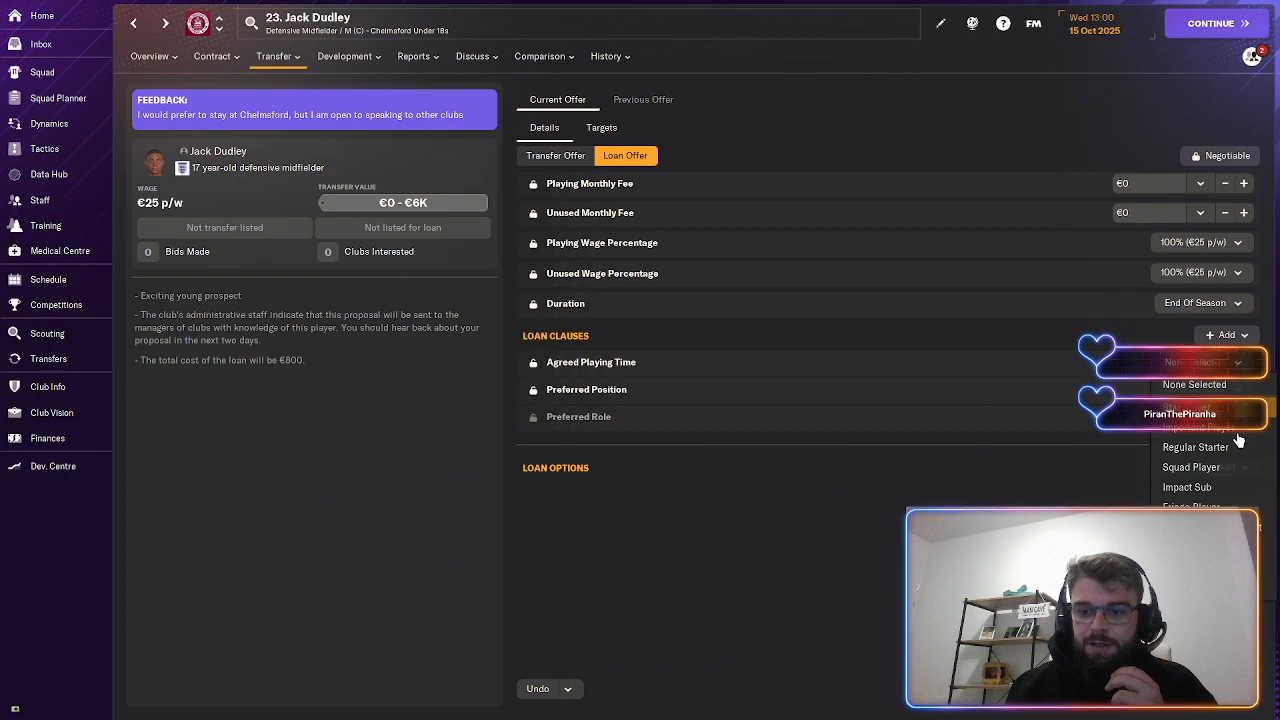 Home
Inbox
Squad
Squad Planner
Dynamics
Tactics
Data Hub
Staff
Training
Medical Centre
Schedule
Competitions
Scouting
Transfers
Club Info
Club Vision
Finances
Dev. Centre
23. Jack Dudley
Defensive Midfielder / M (C) - Chelmsford Under 18s
FM
Wed 13:00
15 Oct 2025
CONTINUE
2
Overview
Contract
Transfer
Development
Reports
Discuss
Comparison
History
FEEDBACK:
I would prefer to stay at Chelmsford, but I am open to speaking to other clubs
Jack Dudley
17 year-old defensive midfielder
WAGE
€25 p/w
TRANSFER VALUE
€0 - €6K
Not transfer listed
Not listed for loan
0 Bids Made
0 Clubs Interested
- Exciting young prospect
- The club's administrative staff indicate that this proposal will be sent to the
managers of clubs with knowledge of this player. You should hear back about your
proposal in the next two days.
- The total cost of the loan will be €800.
Current Offer
Previous Offer
Details
Targets
Transfer Offer
Loan Offer
Negotiable
Playing Monthly Fee
€0
Unused Monthly Fee
€0
Playing Wage Percentage
100% (€25 p/w)
Unused Wage Percentage
100% (€25 p/w)
Duration
End Of Season
LOAN CLAUSES
+ Add
Agreed Playing Time
None Selected
None Selected
Preferred Position
PiranThePiranha
Preferred Role
Important Player
Regular Starter
LOAN OPTIONS
Squad Player
Impact Sub
Fringe Player
MAN CAVE
Undo